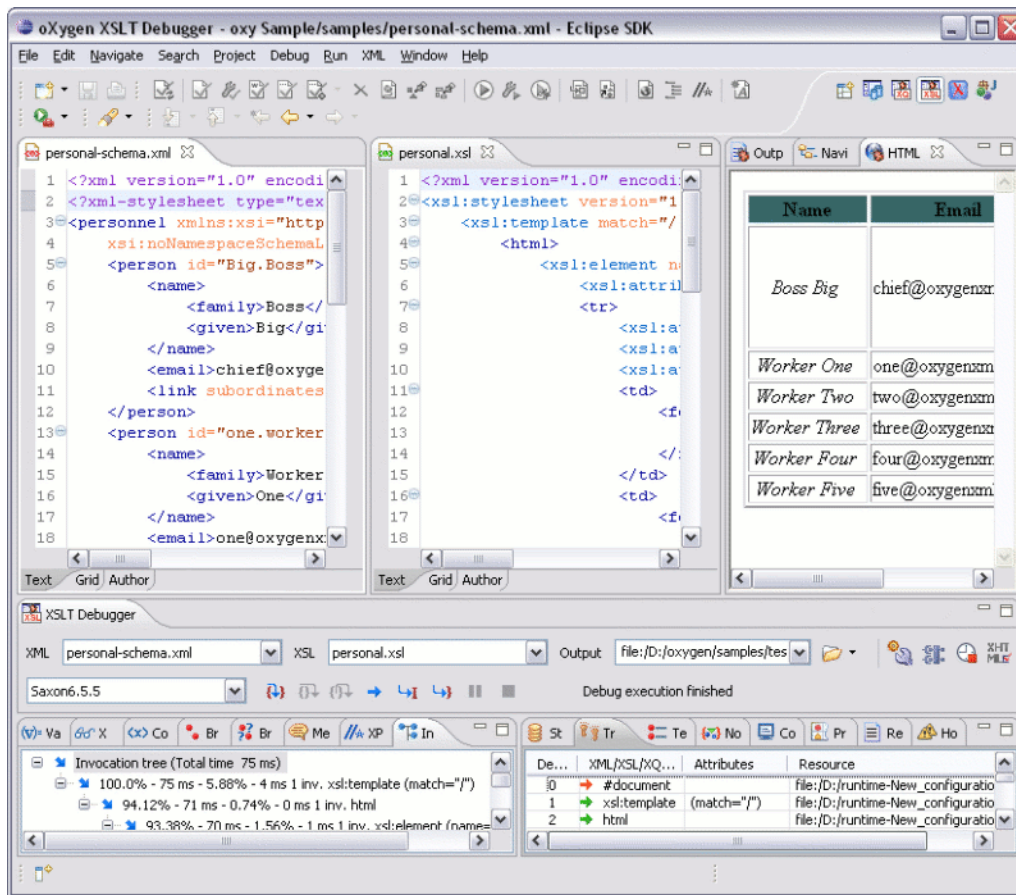 oXygen XSLT Debugger - oxy Sample/samples/personal-schema.xml - Eclipse SDK
File Edit Navigate Search Project Debug Run XML Window Help
personal-schema.xml
1 <?xml version="1.0" encodi
2 <?xml-stylesheet type="tex
3 <personnel xmlns:xsi="http
4 xsi:noNamespaceSchemaL
5 <person id="Big.Boss">
6 <name>
7 <family>Boss</
8 <given>Big</gi
9 </name>
10 <email>chief@oxyge
11 <link subordinates
12 </person>
13 <person id="one.worker
14 <name>
15 <family>Worker
16 <given>One</gi
17 </name>
18 <email>one@oxygenx
Text Grid Author
personal.xsl
1 <?xml version="1.0" encodi
2 <xsl:stylesheet version="1
3 <xsl:template match="/
4 <html>
5 <xsl:element n
6 <xsl:attri
7 <tr>
8 <xsl:a
9 <xsl:a
10 <xsl:a
11 <td>
12 <f
13
14 </
15 </td>
16 <td>
17 <f
18
Text Grid Author
Outp Navi HTML
Name Email
Boss Big chief@oxygenxm
Worker One one@oxygenxm
Worker Two two@oxygenxm
Worker Three three@oxygenxm
Worker Four four@oxygenxm
Worker Five five@oxygenxml
XSLT Debugger
XML personal-schema.xml XSL personal.xsl Output file:/D:/oxygen/samples/tes
Saxon6.5.5 Debug execution finished
Va X Co Br Br Me XP In
Invocation tree (Total time 75 ms)
100.0% - 75 ms - 5.88% - 4 ms 1 inv. xsl:template (match="/")
94.12% - 71 ms - 0.74% - 0 ms 1 inv. html
93.38% - 70 ms - 1.56% - 1 ms 1 inv. xsl:element (name=
St Tr Te No Co Pr Re Ho
De... XML/XSL/XQ... Attributes Resource
0 #document file:/D:/runtime-New_configuratio
1 xsl:template (match="/") file:/D:/runtime-New_configuratio
2 html file:/D:/runtime-New_configuratio